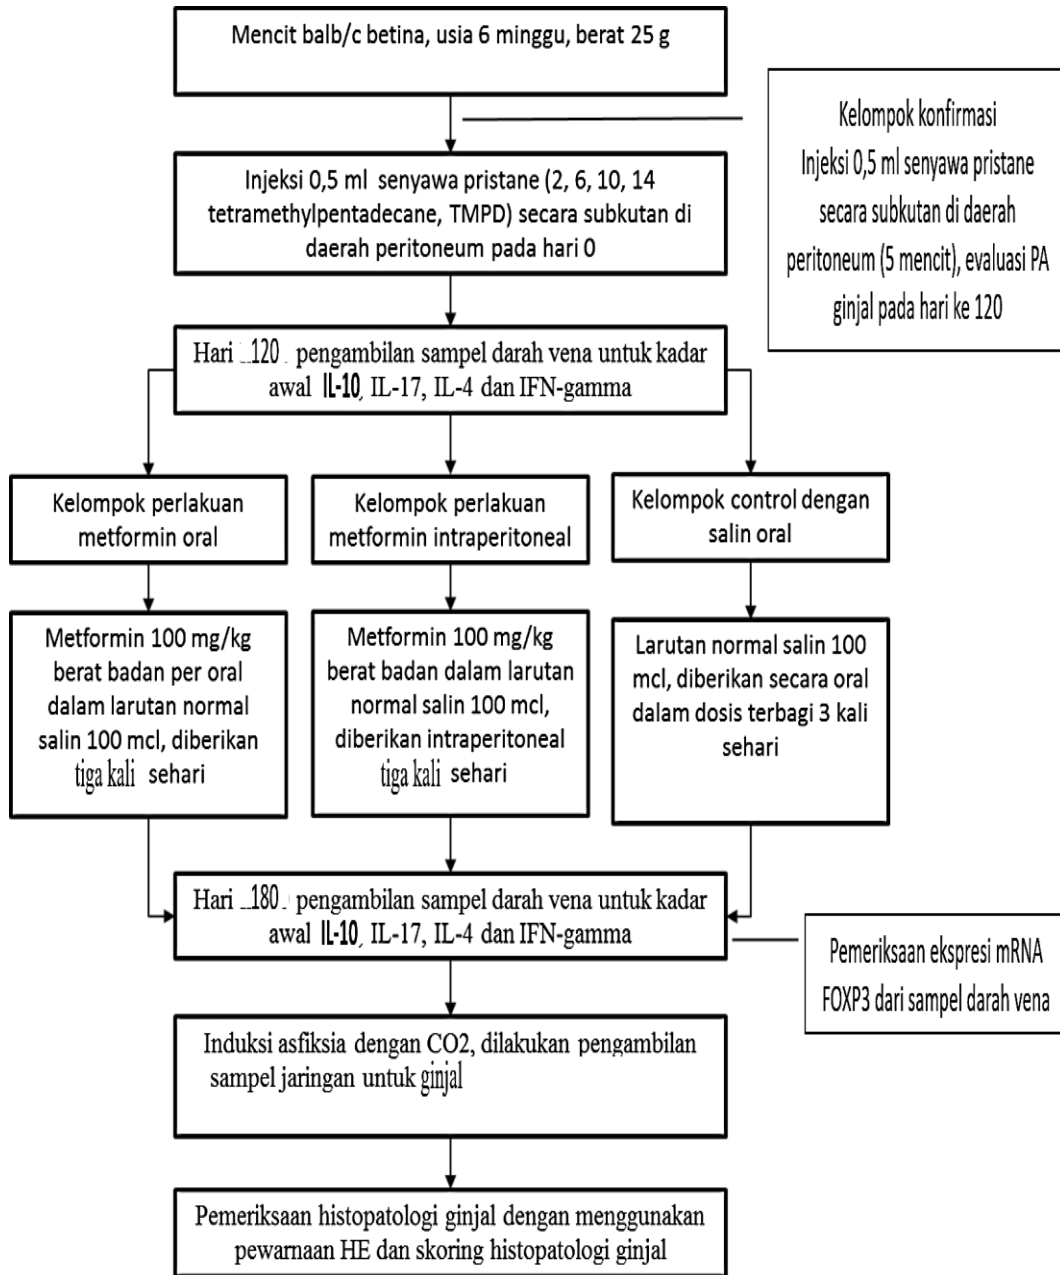 Mencit balb/c betina, usia 6 minggu, berat 25 g
Kelompok konfirmasi
Injeksi 0,5 ml senyawa pristane
secara subkutan di daerah
peritoneum (5 mencit), evaluasi PA
ginjal pada hari ke 120
Injeksi 0,5 ml senyawa pristane (2, 6, 10, 14
tetramethylpentadecane, TMPD) secara subkutan di
daerah peritoneum pada hari 0
Hari 120 pengambilan sampel darah vena untuk kadar
awal IL-10, IL-17, IL-4 dan IFN-gamma
Kelompok perlakuan
metformin oral
Kelompok perlakuan
metformin intraperitoneal
Kelompok control dengan
salin oral
Metformin 100 mg/kg
berat badan per oral
dalam larutan normal
salin 100 mcl, diberikan
tiga kali sehari
Metformin 100 mg/kg
berat badan dalam larutan
normal salin 100 mcl,
diberikan intraperitoneal
tiga kali sehari
Larutan normal salin 100
mcl, diberikan secara oral
dalam dosis terbagi 3 kali
sehari
Hari 180 pengambilan sampel darah vena untuk kadar
awal IL-10, IL-17, IL-4 dan IFN-gamma
Pemeriksaan ekspresi mRNA
FOXP3 dari sampel darah vena
Induksi asfiksia dengan CO2, dilakukan pengambilan
sampel jaringan untuk ginjal
Pemeriksaan histopatologi ginjal dengan menggunakan
pewarnaan HE dan skoring histopatologi ginjal